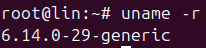 root@lin:~# uname -r
6.14.0-29-generic